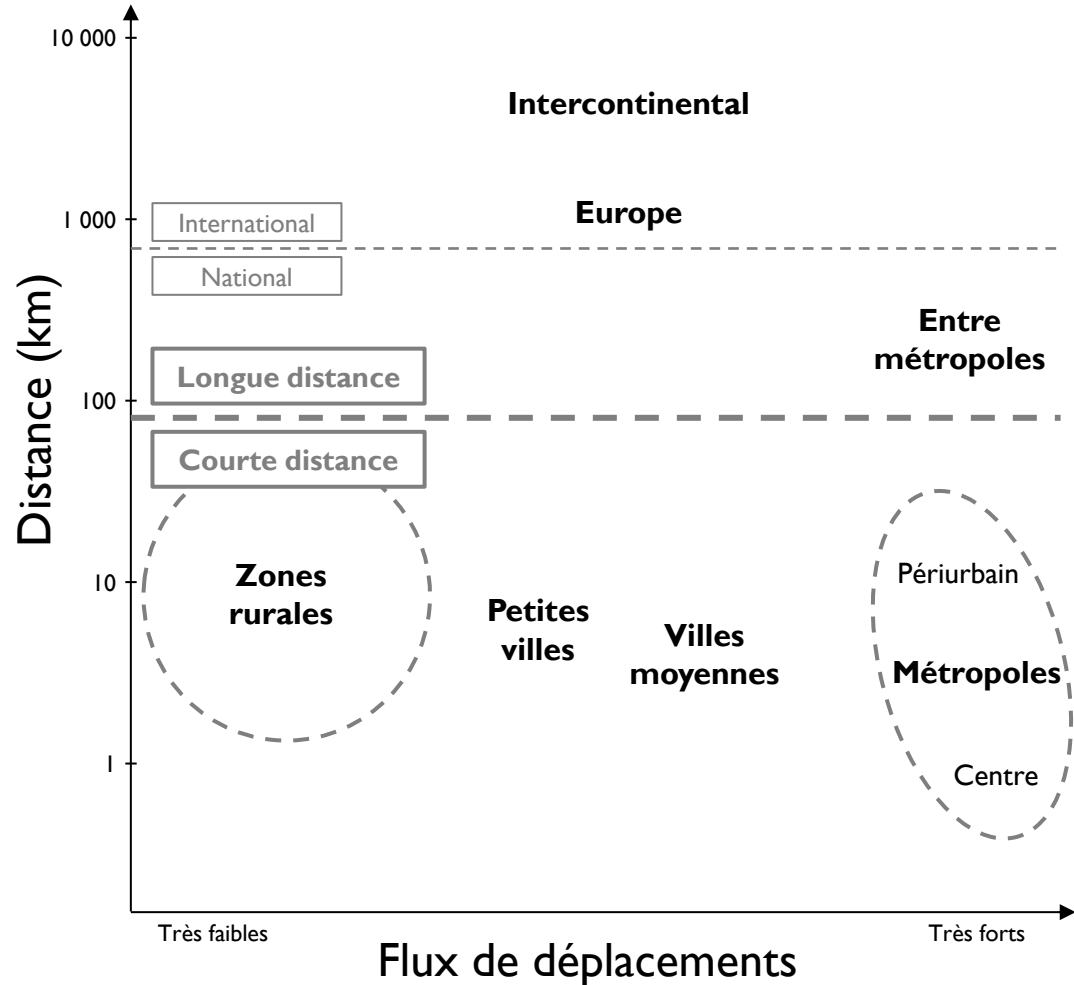 10 000
Intercontinental
1 000
International
Europe
National
Entre
métropoles
Longue distance
100
Courte distance
Distance (km)
10
Zones
rurales
Périurbain
Petites
villes
Villes
moyennes
Métropoles
1
Centre
Très faibles
Très forts
Flux de déplacements